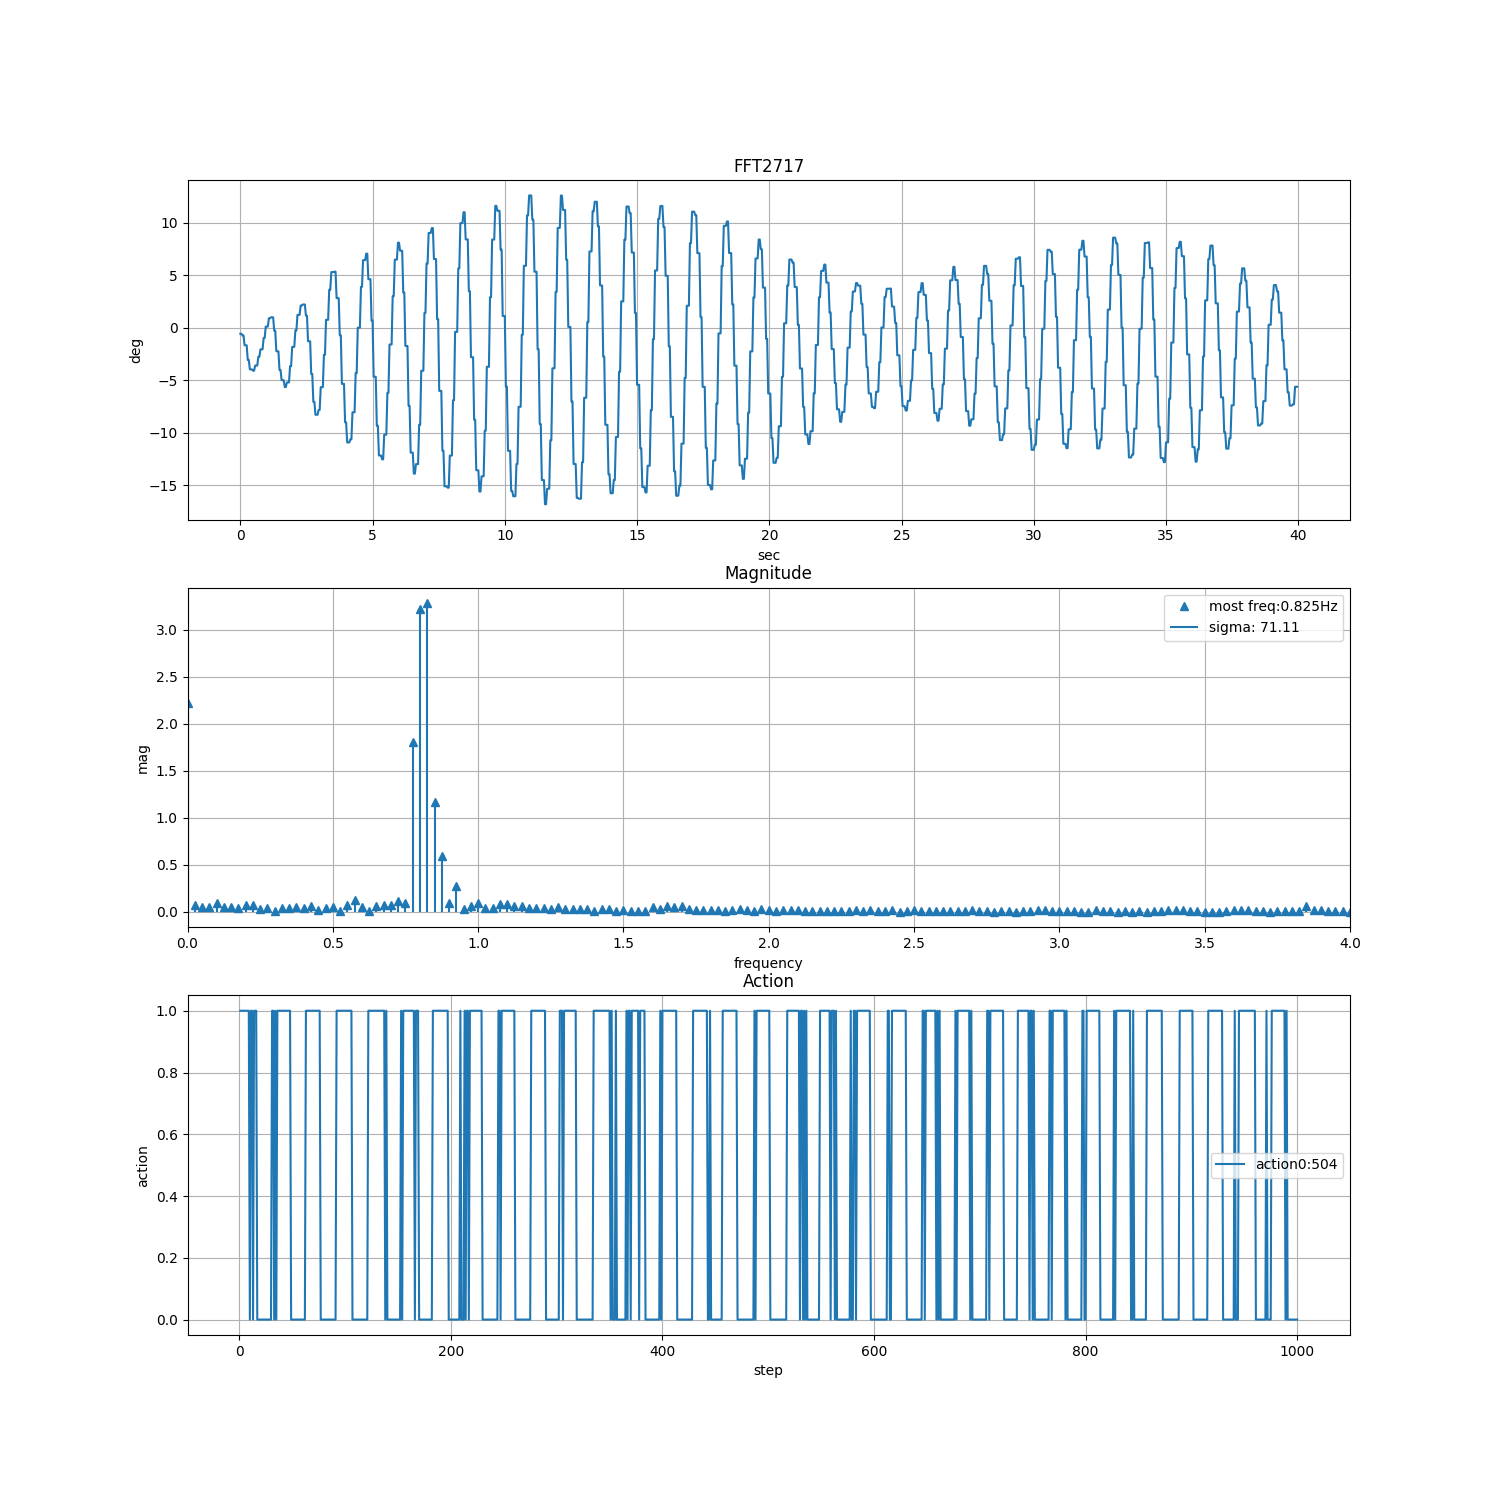 FFT2717
10
5
0
−5
−10
−15
deg
0 5 10 15 20 25 30 35 40
sec
Magnitude
3.0
2.5
2.0
1.5
1.0
0.5
0.0
mag
most freq:0.825Hz
sigma: 71.11
0.0 0.5 1.0 1.5 2.0 2.5 3.0 3.5 4.0
frequency
Action
1.0
0.8
0.6
0.4
0.2
0.0
action
action0:504
0 200 400 600 800 1000
step